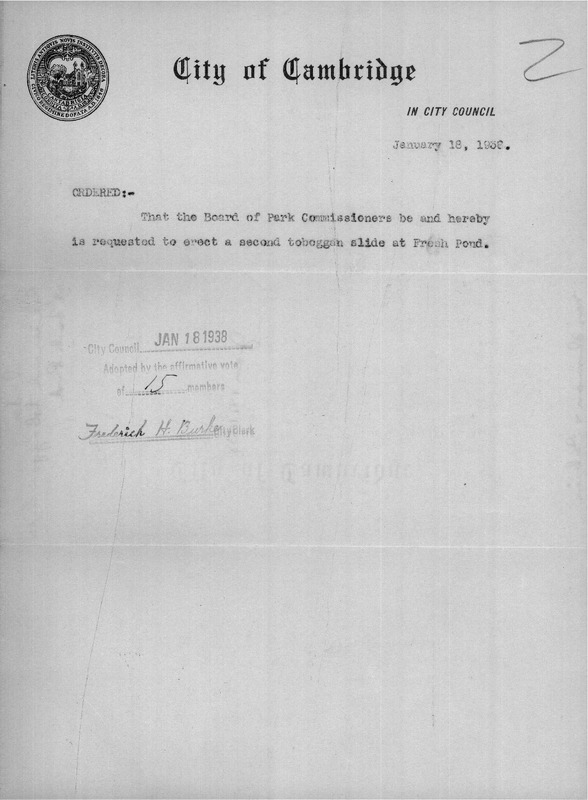 City of Cambridge
IN CITY COUNCIL
January 18, 1938.
ORDERED:-
That the Board of Park Commissioners be and hereby
is requested to erect a second toboggan slide at Fresh Pond.
City Council JAN 18 1938
Adopted by the affirmative vote
of 15 members
Frederick H. Burke City Clerk